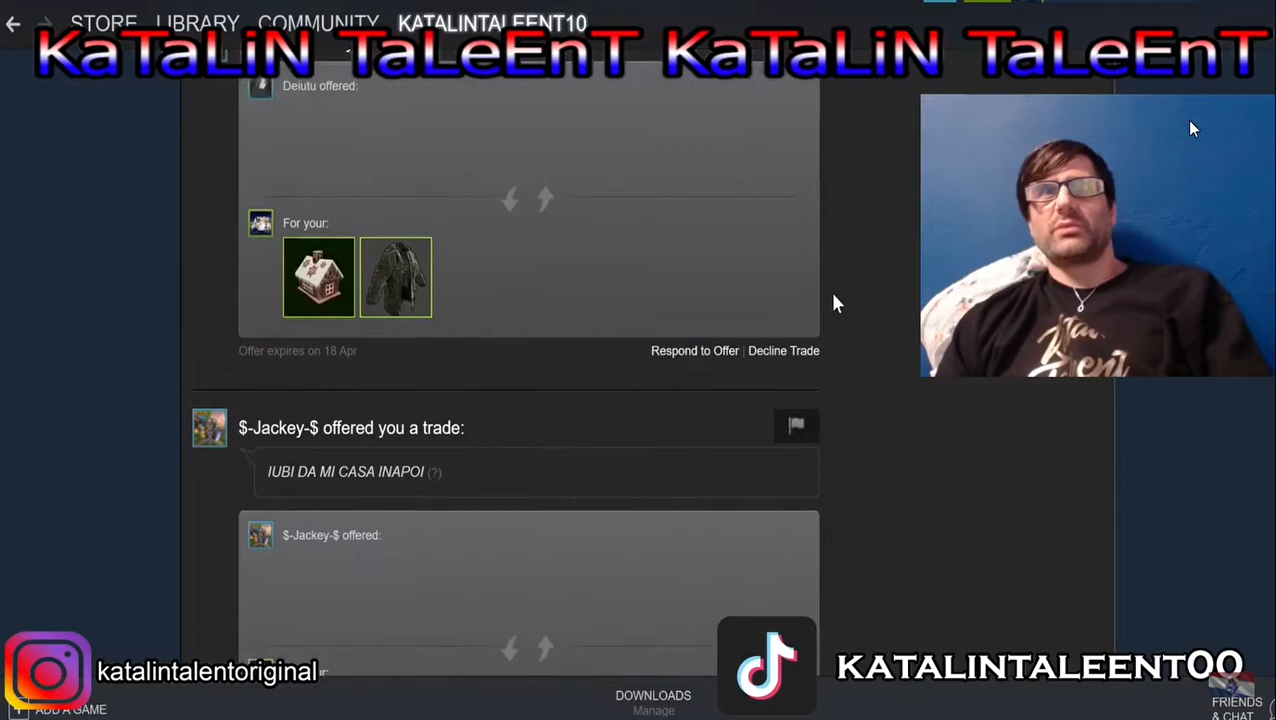 STORE LIBRARY COMMUNITY KATALINTALEENT10
KaTaLiN TaLeEnT KaTaLiN TaLeEnT
Deiutu offered:
For your:
Offer expires on 18 Apr
Respond to Offer | Decline Trade
$-Jackey-$ offered you a trade:
IUBI DA MI CASA INAPOI (?)
$-Jackey-$ offered:
katalintalentoriginal
KATALINTALEENT00
ADD A GAME
DOWNLOADS
Manage
FRIENDS
& CHAT